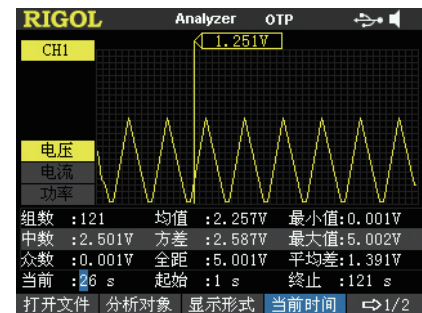 RIGOL Analyzer OTP
CH1
1.251V
电压
电流
功率
组数 :121 均值 :2.257V 最小值:0.001V
中数 :2.501V 方差 :2.587V 最大值:5.002V
众数 :0.001V 全距 :5.001V 平均差:1.391V
当前 :26 s 起始 :1 s 终止 :121 s
打开文件 分析对象 显示形式 当前时间 ⇨1/2